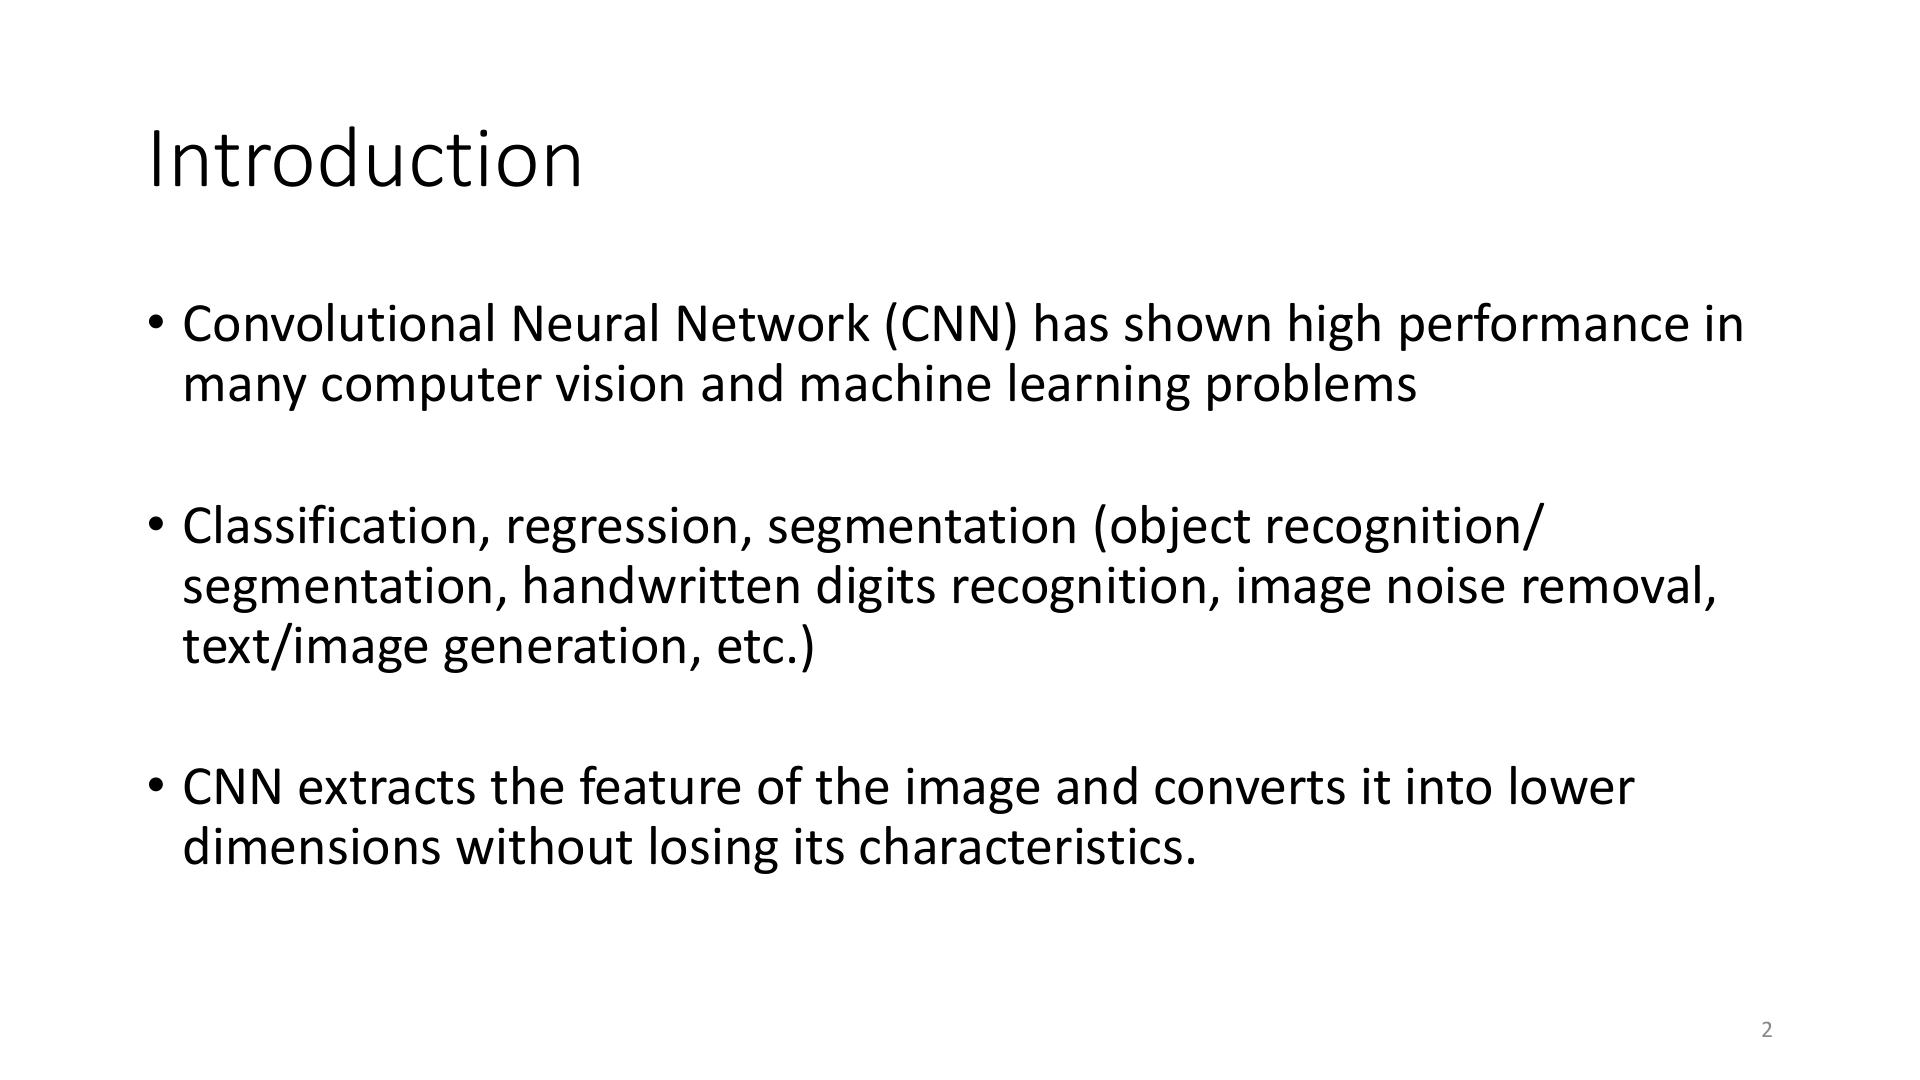 Introduction
• Convolutional Neural Network (CNN) has shown high performance in
many computer vision and machine learning problems
• Classification, regression, segmentation (object recognition/
segmentation, handwritten digits recognition, image noise removal,
text/image generation, etc.)
• CNN extracts the feature of the image and converts it into lower
dimensions without losing its characteristics.
2